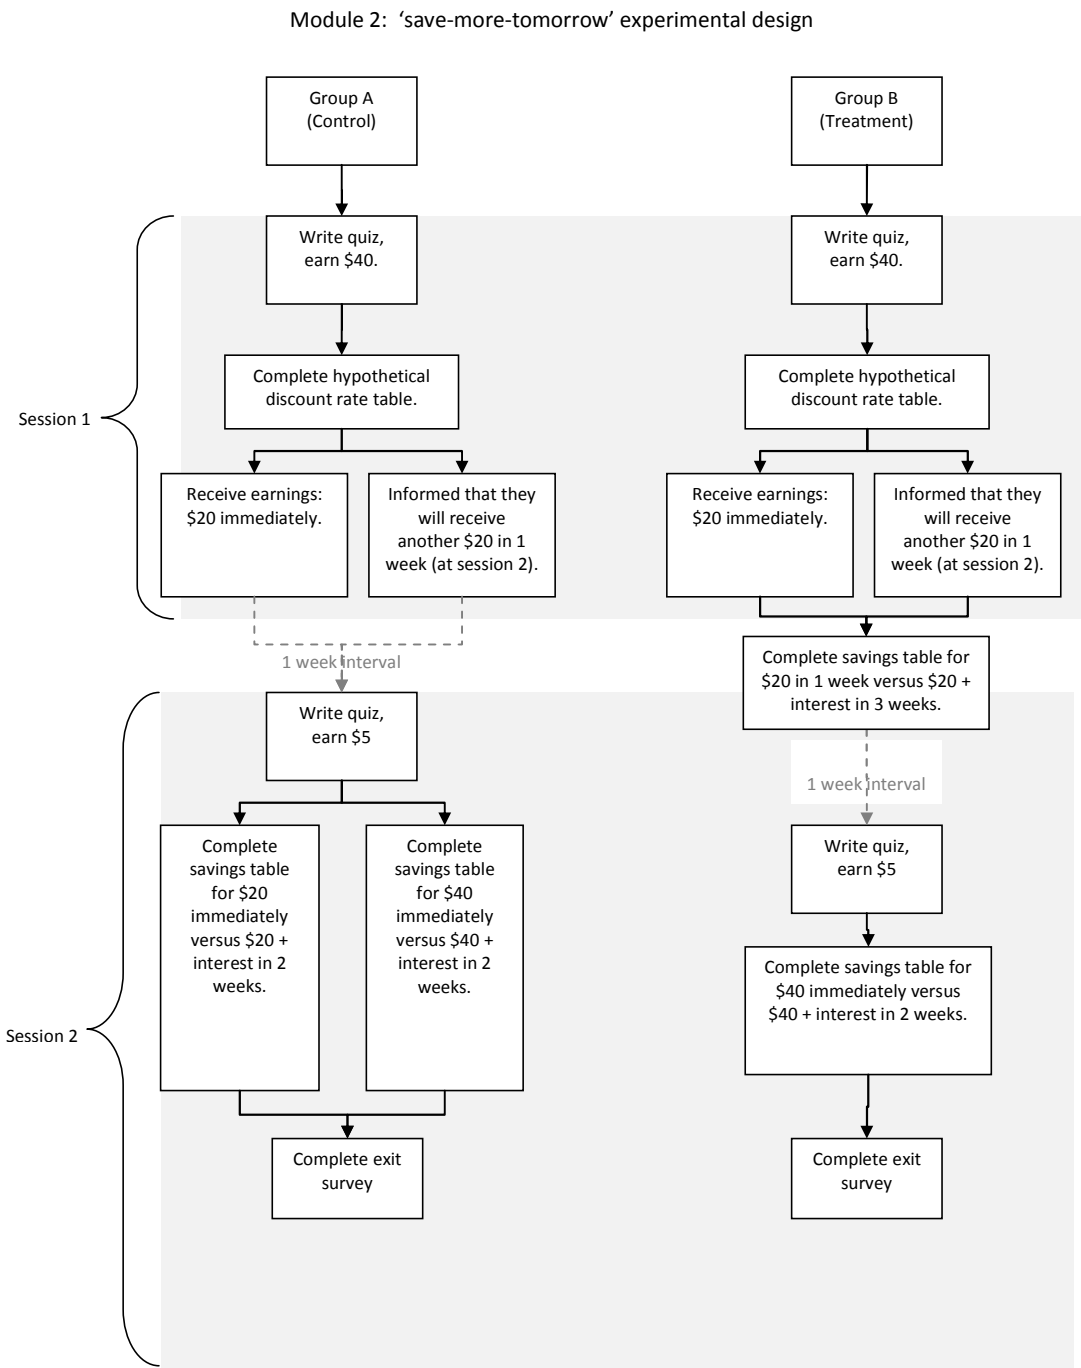 Module 2:  ‘save-more-tomorrow’ experimental design
Group A
(Control)
Group B
(Treatment)
Session 1
Write quiz,
earn $40.
Write quiz,
earn $40.
Complete hypothetical
discount rate table.
Complete hypothetical
discount rate table.
Receive earnings:
$20 immediately.
Informed that they
will receive
another $20 in 1
week (at session 2).
Receive earnings:
$20 immediately.
Informed that they
will receive
another $20 in 1
week (at session 2).
1 week interval
Complete savings table for
$20 in 1 week versus $20 +
interest in 3 weeks.
Session 2
Write quiz,
earn $5
1 week interval
Complete
savings table
for $20
immediately
versus $20 +
interest in 2
weeks.
Complete
savings table
for $40
immediately
versus $40 +
interest in 2
weeks.
Write quiz,
earn $5
Complete savings table for
$40 immediately versus
$40 + interest in 2 weeks.
Complete exit
survey
Complete exit
survey